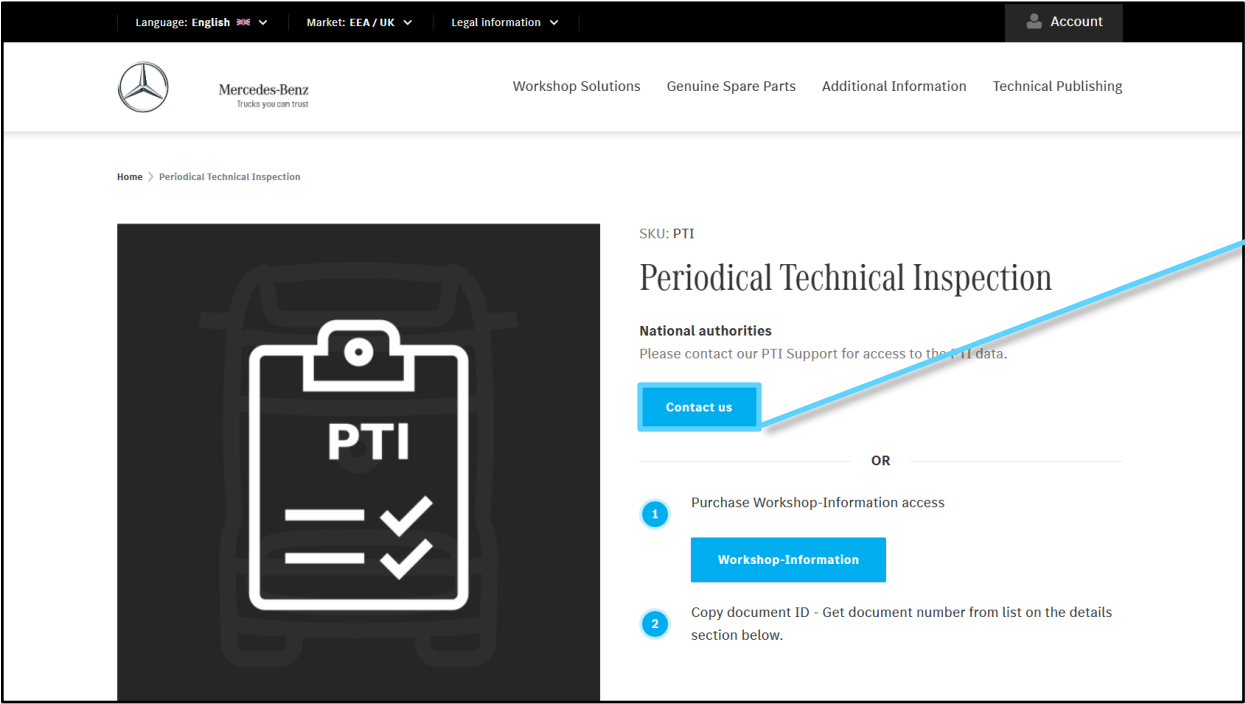 Language: English
Market: EEA / UK
Legal information
Account
Mercedes-Benz
Trucks you can trust
Workshop Solutions
Genuine Spare Parts
Additional Information
Technical Publishing
Home > Periodical Technical Inspection
PTI
SKU: PTI
Periodical Technical Inspection
National authorities
Please contact our PTI Support for access to the PTI data.
Contact us
OR
1
Purchase Workshop-Information access
Workshop-Information
2
Copy document ID - Get document number from list on the details
section below.